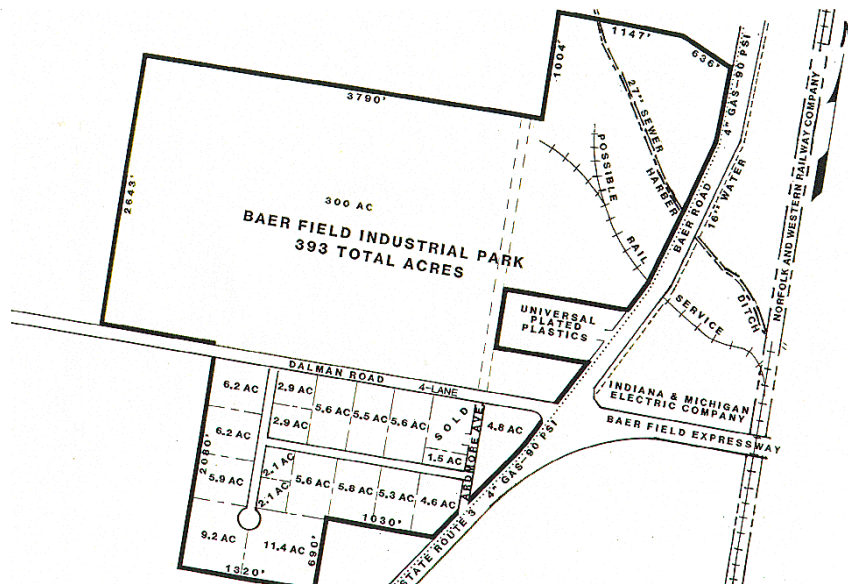 1147'
636'
1004'
4" GAS-90 PSI
27" SEWER
3790'
NORFOLK AND WESTERN RAILWAY COMPANY
POSSIBLE
RAIL
HARBER
DITCH
BAER ROAD
16" WATER
2643'
300 AC
BAER FIELD INDUSTRIAL PARK
393 TOTAL ACRES
SERVICE
UNIVERSAL
PLATED
PLASTICS
DALMAN ROAD
4-LANE
INDIANA & MICHIGAN
ELECTRIC COMPANY
BAER FIELD EXPRESSWAY
6.2 AC
2.9 AC
5.6 AC
5.5 AC
5.6 AC
SOLD
ARDMORE AVE.
4.8 AC
6.2 AC
2.9 AC
1.5 AC
2080'
5.9 AC
2.1 AC
2.1 AC
5.6 AC
5.8 AC
5.3 AC
4.6 AC
4" GAS-90 PSI
STATE ROUTE 3
1030'
9.2 AC
11.4 AC
690'
1320'